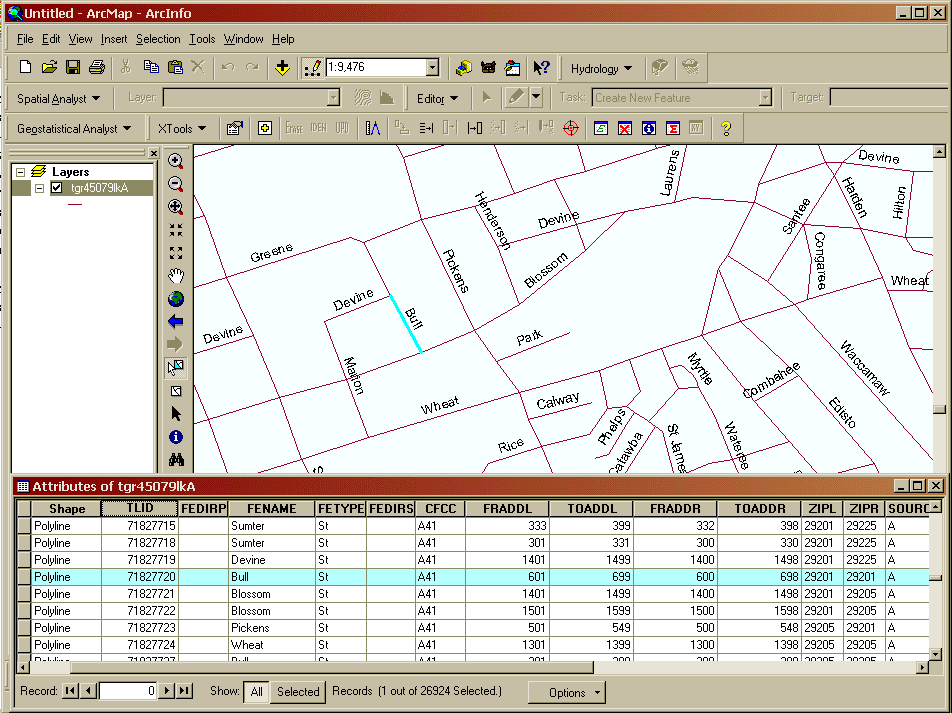 Untitled - ArcMap - ArcInfo
File Edit View Insert Selection Tools Window Help
1:9,476 Hydrology
Spatial Analyst Layer: Editor Task: Create New Feature Target:
Geostatistical Analyst XTools ERASE IDEN UPD
Layers
tgr45079lkA
Devine
Laurens
Harden
Hilton
Henderson
Devine
Santee
Greene
Pickens
Congaree
Blossom
Wheat
Devine
Bull
Devine
Park
Marion
Myrtle
Waccamaw
Combahee
Wheat
Calway
Edisto
Phelps
Rice
Catawba
St James
Wateree
S
Attributes of tgr45079lkA
Shape TLID FEDIRP FENAME FETYPE FEDIRS CFCC FRADDL TOADDL FRADDR TOADDR ZIPL ZIPR SOURC
Polyline 71827715 Sumter St A41 333 399 332 398 29201 29225 A
Polyline 71827718 Sumter St A41 301 331 300 330 29201 29225 A
Polyline 71827719 Devine St A41 1401 1499 1400 1498 29201 29225 A
Polyline 71827720 Bull St A41 601 699 600 698 29201 29201 A
Polyline 71827721 Blossom St A41 1401 1499 1400 1498 29201 29205 A
Polyline 71827722 Blossom St A41 1501 1599 1500 1598 29201 29205 A
Polyline 71827723 Pickens St A41 501 549 500 548 29205 29201 A
Polyline 71827724 Wheat St A41 1301 1399 1300 1398 29205 29205 A
Record: 0 Show: All Selected Records (1 out of 26924 Selected.) Options